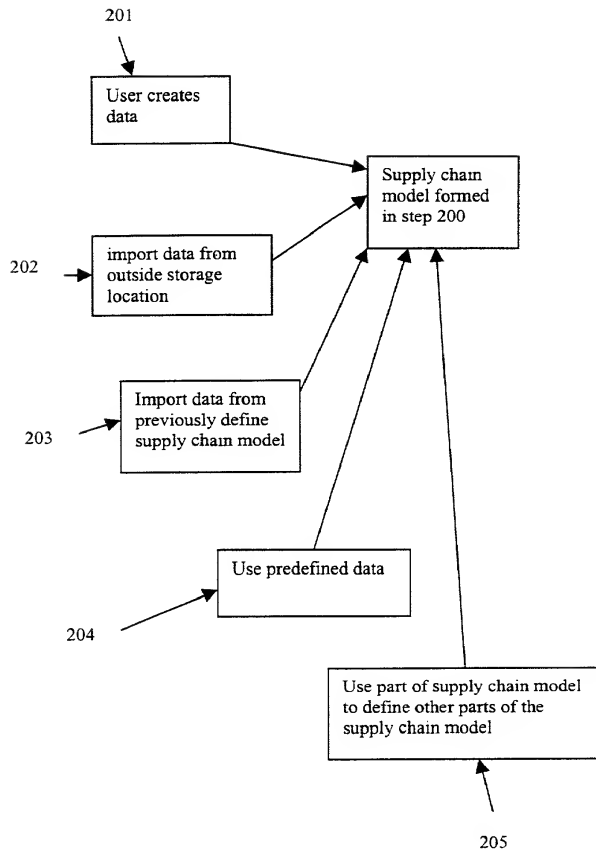 201
User creates
data
Supply chain
model formed
in step 200
202
import data from
outside storage
location
203
Import data from
previously define
supply chain model
204
Use predefined data
Use part of supply chain model
to define other parts of the
supply chain model
205